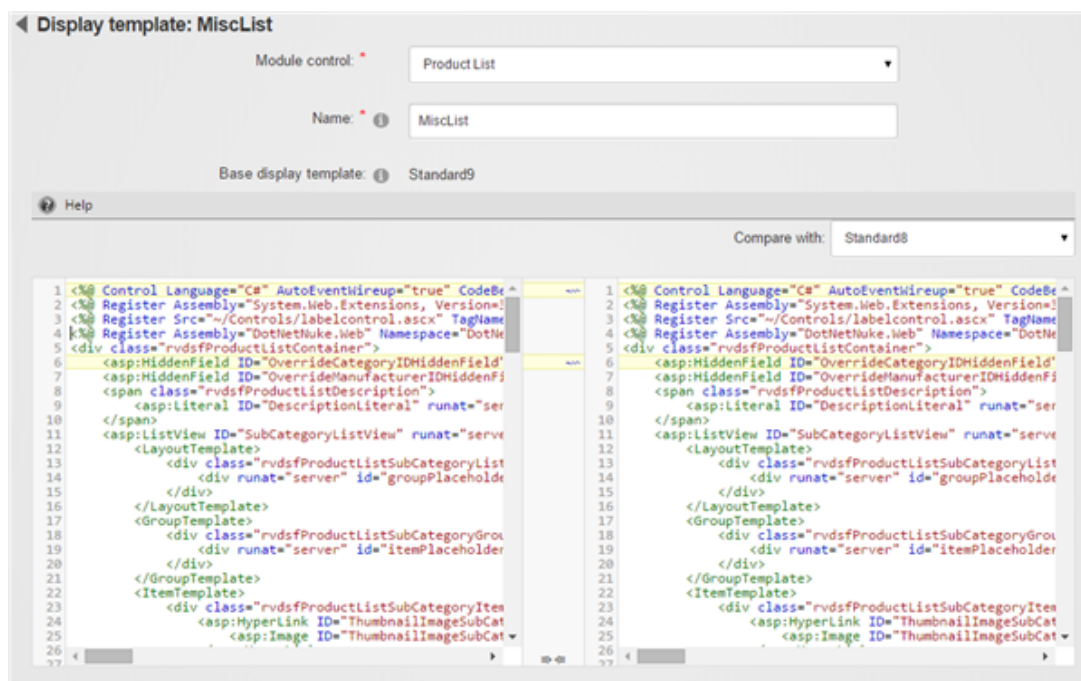 Display template: MiscList
Module control: *
Product List
Name: *
MiscList
Base display template:
Standard9
Help
Compare with: Standard8
1 <%@ Control Language="C#" AutoEventWireup="true" CodeBe
2 <%@ Register Assembly="System.Web.Extensions, Version=3
3 <%@ Register Src="~/Controls/labelcontrol.ascx" TagName
4 <%@ Register Assembly="DotNetNuke.Web" Namespace="DotNe
5 <div class="rvdsfProductListContainer">
6 <asp:HiddenField ID="OverrideCategoryIDHiddenField"
7 <asp:HiddenField ID="OverrideManufacturerIDHiddenFi
8 <span class="rvdsfProductListDescription">
9 <asp:Literal ID="DescriptionLiteral" runat="ser
10 </span>
11 <asp:ListView ID="SubCategoryListView" runat="serve
12 <LayoutTemplate>
13 <div class="rvdsfProductListSubCategoryList
14 <div runat="server" id="groupPlaceholde
15 </div>
16 </LayoutTemplate>
17 <GroupTemplate>
18 <div class="rvdsfProductListSubCategoryGrou
19 <div runat="server" id="itemPlaceholder
20 </div>
21 </GroupTemplate>
22 <ItemTemplate>
23 <div class="rvdsfProductListSubCategoryItem
24 <asp:HyperLink ID="ThumbnailImageSubCat
25 <asp:Image ID="ThumbnailImageSubCat
26
27
1 <%@ Control Language="C#" AutoEventWireup="true" CodeBe
2 <%@ Register Assembly="System.Web.Extensions, Version=3
3 <%@ Register Src="~/Controls/labelcontrol.ascx" TagName
4 <%@ Register Assembly="DotNetNuke.Web" Namespace="DotNe
5 <div class="rvdsfProductListContainer">
6 <asp:HiddenField ID="OverrideCategoryIDHiddenField"
7 <asp:HiddenField ID="OverrideManufacturerIDHiddenFi
8 <span class="rvdsfProductListDescription">
9 <asp:Literal ID="DescriptionLiteral" runat="ser
10 </span>
11 <asp:ListView ID="SubCategoryListView" runat="serve
12 <LayoutTemplate>
13 <div class="rvdsfProductListSubCategoryList
14 <div runat="server" id="groupPlaceholde
15 </div>
16 </LayoutTemplate>
17 <GroupTemplate>
18 <div class="rvdsfProductListSubCategoryGrou
19 <div runat="server" id="itemPlaceholder
20 </div>
21 </GroupTemplate>
22 <ItemTemplate>
23 <div class="rvdsfProductListSubCategoryItem
24 <asp:HyperLink ID="ThumbnailImageSubCat
25 <asp:Image ID="ThumbnailImageSubCat
26
27